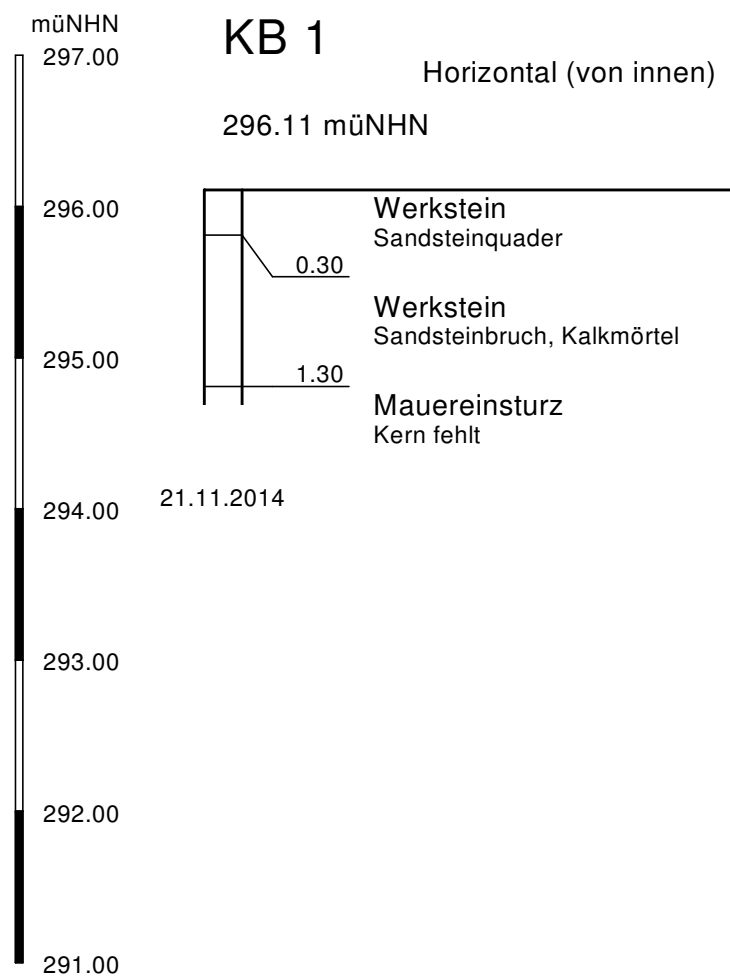 müNHN
297.00
KB 1
Horizontal (von innen)
296.11 müNHN
296.00
Werkstein
Sandsteinquader
0.30
Werkstein
Sandsteinbruch, Kalkmörtel
295.00
1.30
Mauereinsturz
Kern fehlt
294.00
21.11.2014
293.00
292.00
291.00